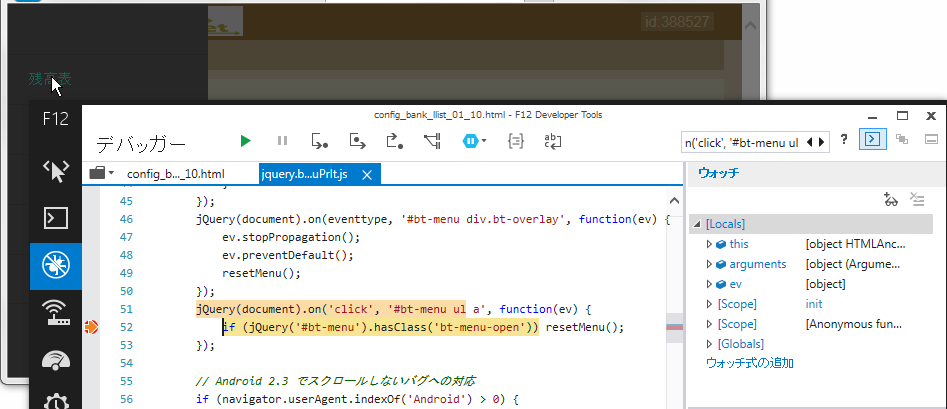 t.
id:388527
残高表
config_bank_llist_01_10.html - F12 Developer Tools
F12
デバッガー
n('click', '#bt-menu ul
?
config_b..._10.html
jquery.b...uPrlt.js
ウォッチ
45 });
46 jQuery(document).on(eventtype, '#bt-menu div.bt-overlay', function(ev) {
47 ev.stopPropagation();
48 ev.preventDefault();
49 resetMenu();
50 });
51 jQuery(document).on('click', '#bt-menu ul a', function(ev) {
52 if (jQuery('#bt-menu').hasClass('bt-menu-open')) resetMenu();
53 });
54
55 // Android 2.3 でスクロールしないバグへの対応
56 if (navigator.userAgent.indexOf('Android') > 0) {
[Locals]
this [object HTMLAnc...
arguments [object (Argume...
ev [object]
[Scope] init
[Scope] [Anonymous fun...
[Globals]
ウォッチ式の追加